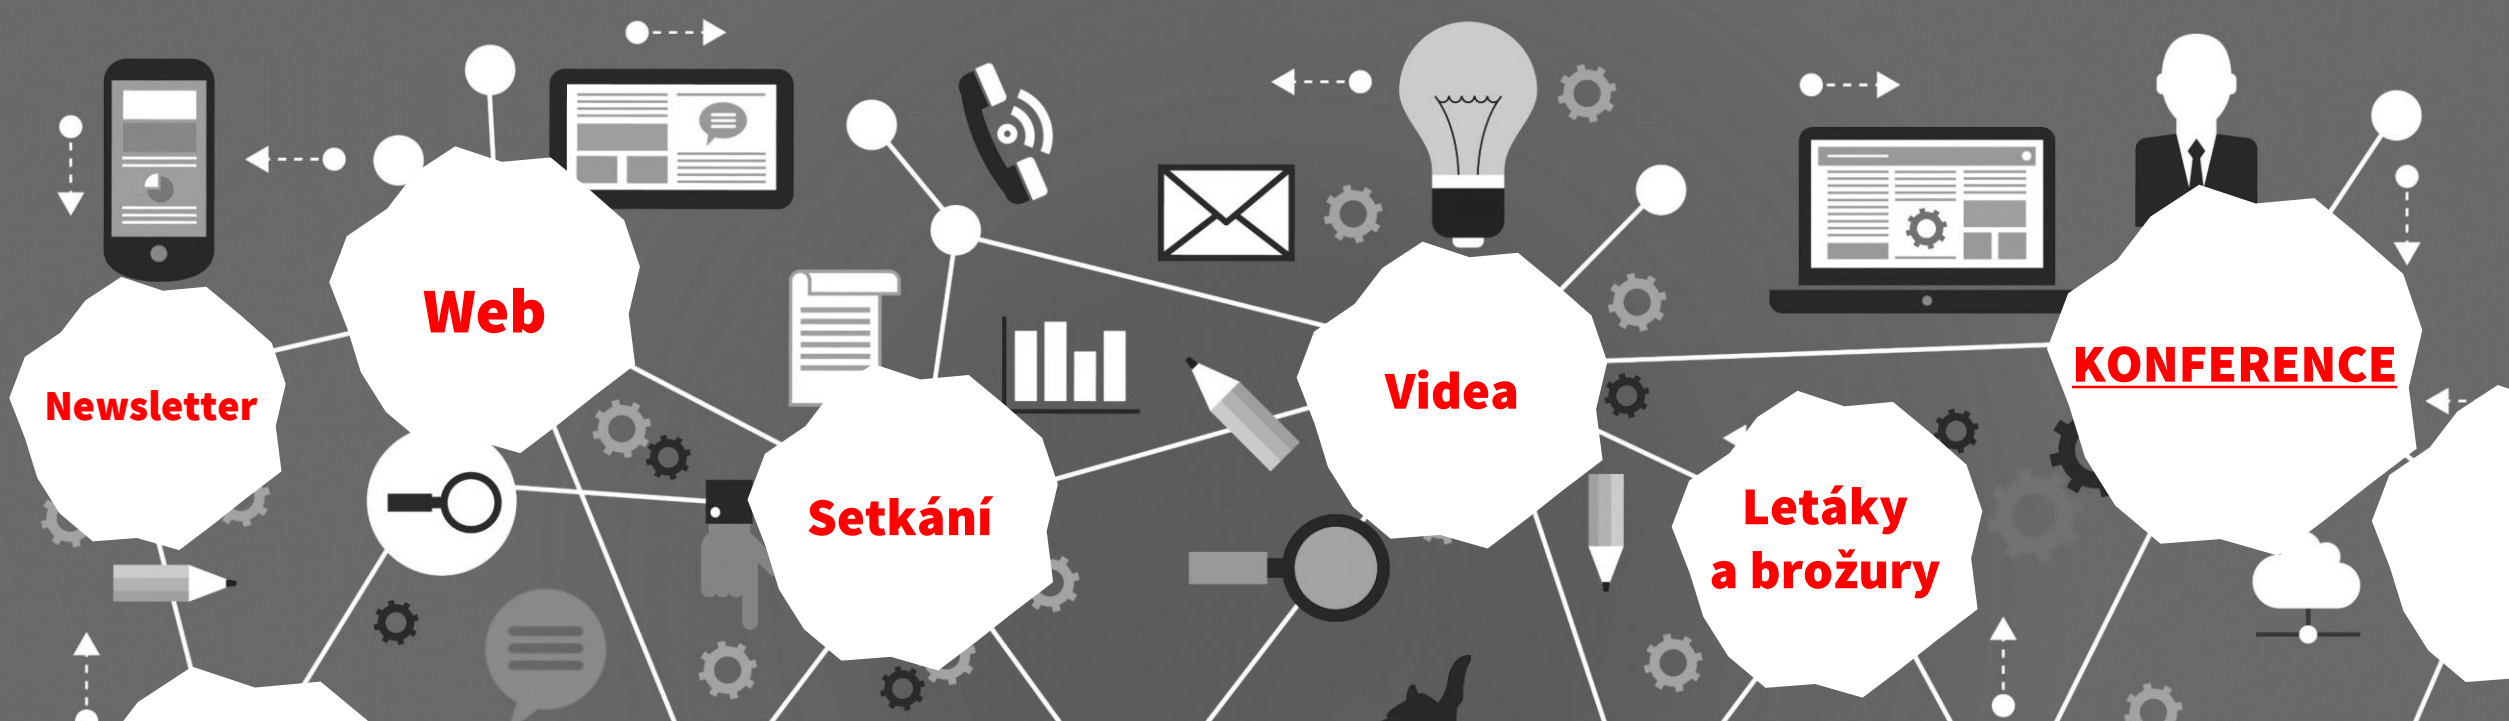 Newsletter
Web
Setkání
Videa
Letáky
a brožury
KONFERENCE